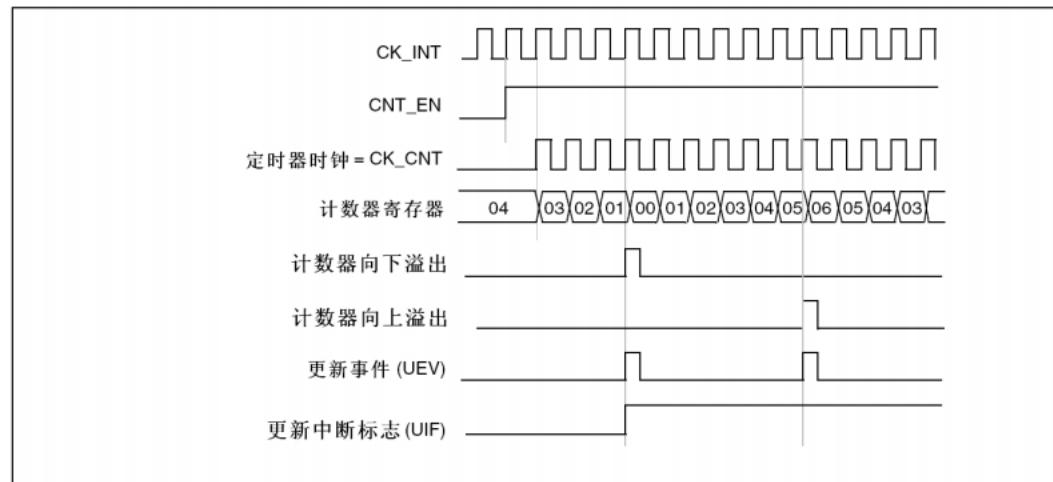 CK_INT
CNT_EN
定时器时钟 = CK_CNT
计数器寄存器 04 03 02 01 00 01 02 03 04 05 06 05 04 03
计数器向下溢出
计数器向上溢出
更新事件 (UEV)
更新中断标志 (UIF)